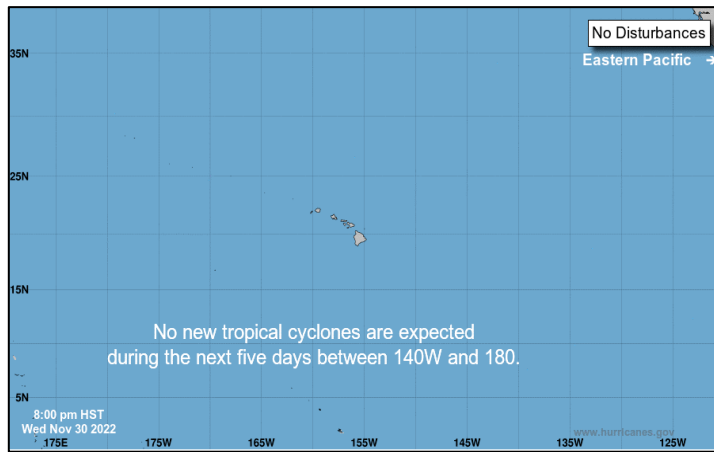 No Disturbances
35N
Eastern Pacific →
25N
15N
No new tropical cyclones are expected
during the next five days between 140W and 180.
5N
8:00 pm HST
Wed Nov 30 2022
www.hurricanes.gov
175E 175W 165W 155W 145W 135W 125W